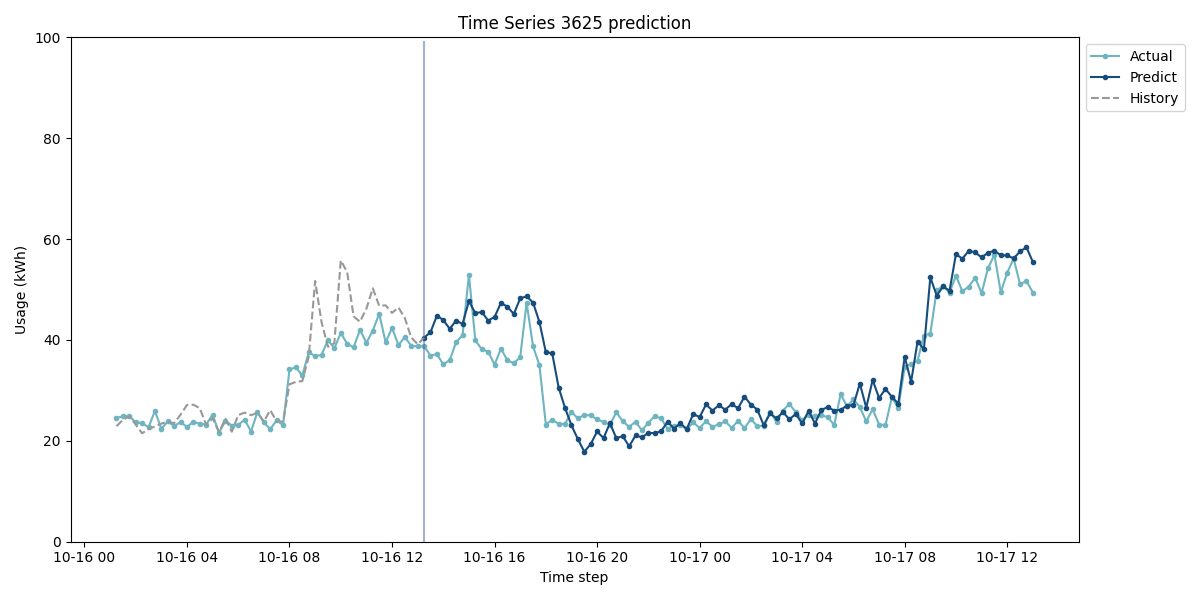 Time Series 3625 prediction
100
80
60
40
20
0
Usage (kWh)
10-16 00
10-16 04
10-16 08
10-16 12
10-16 16
10-16 20
10-17 00
10-17 04
10-17 08
10-17 12
Time step
Actual
Predict
History